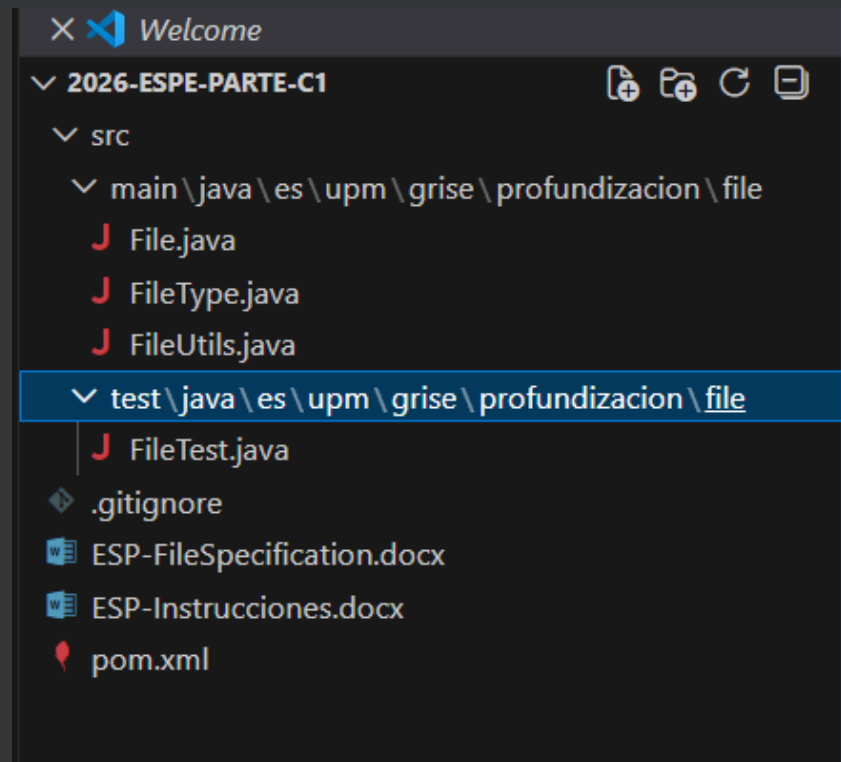 Welcome
2026-ESPE-PARTE-C1
src
main\java\es\upm\grise\profundizacion\file
J File.java
J FileType.java
J FileUtils.java
test\java\es\upm\grise\profundizacion\file
J FileTest.java
.gitignore
ESP-FileSpecification.docx
ESP-Instrucciones.docx
pom.xml